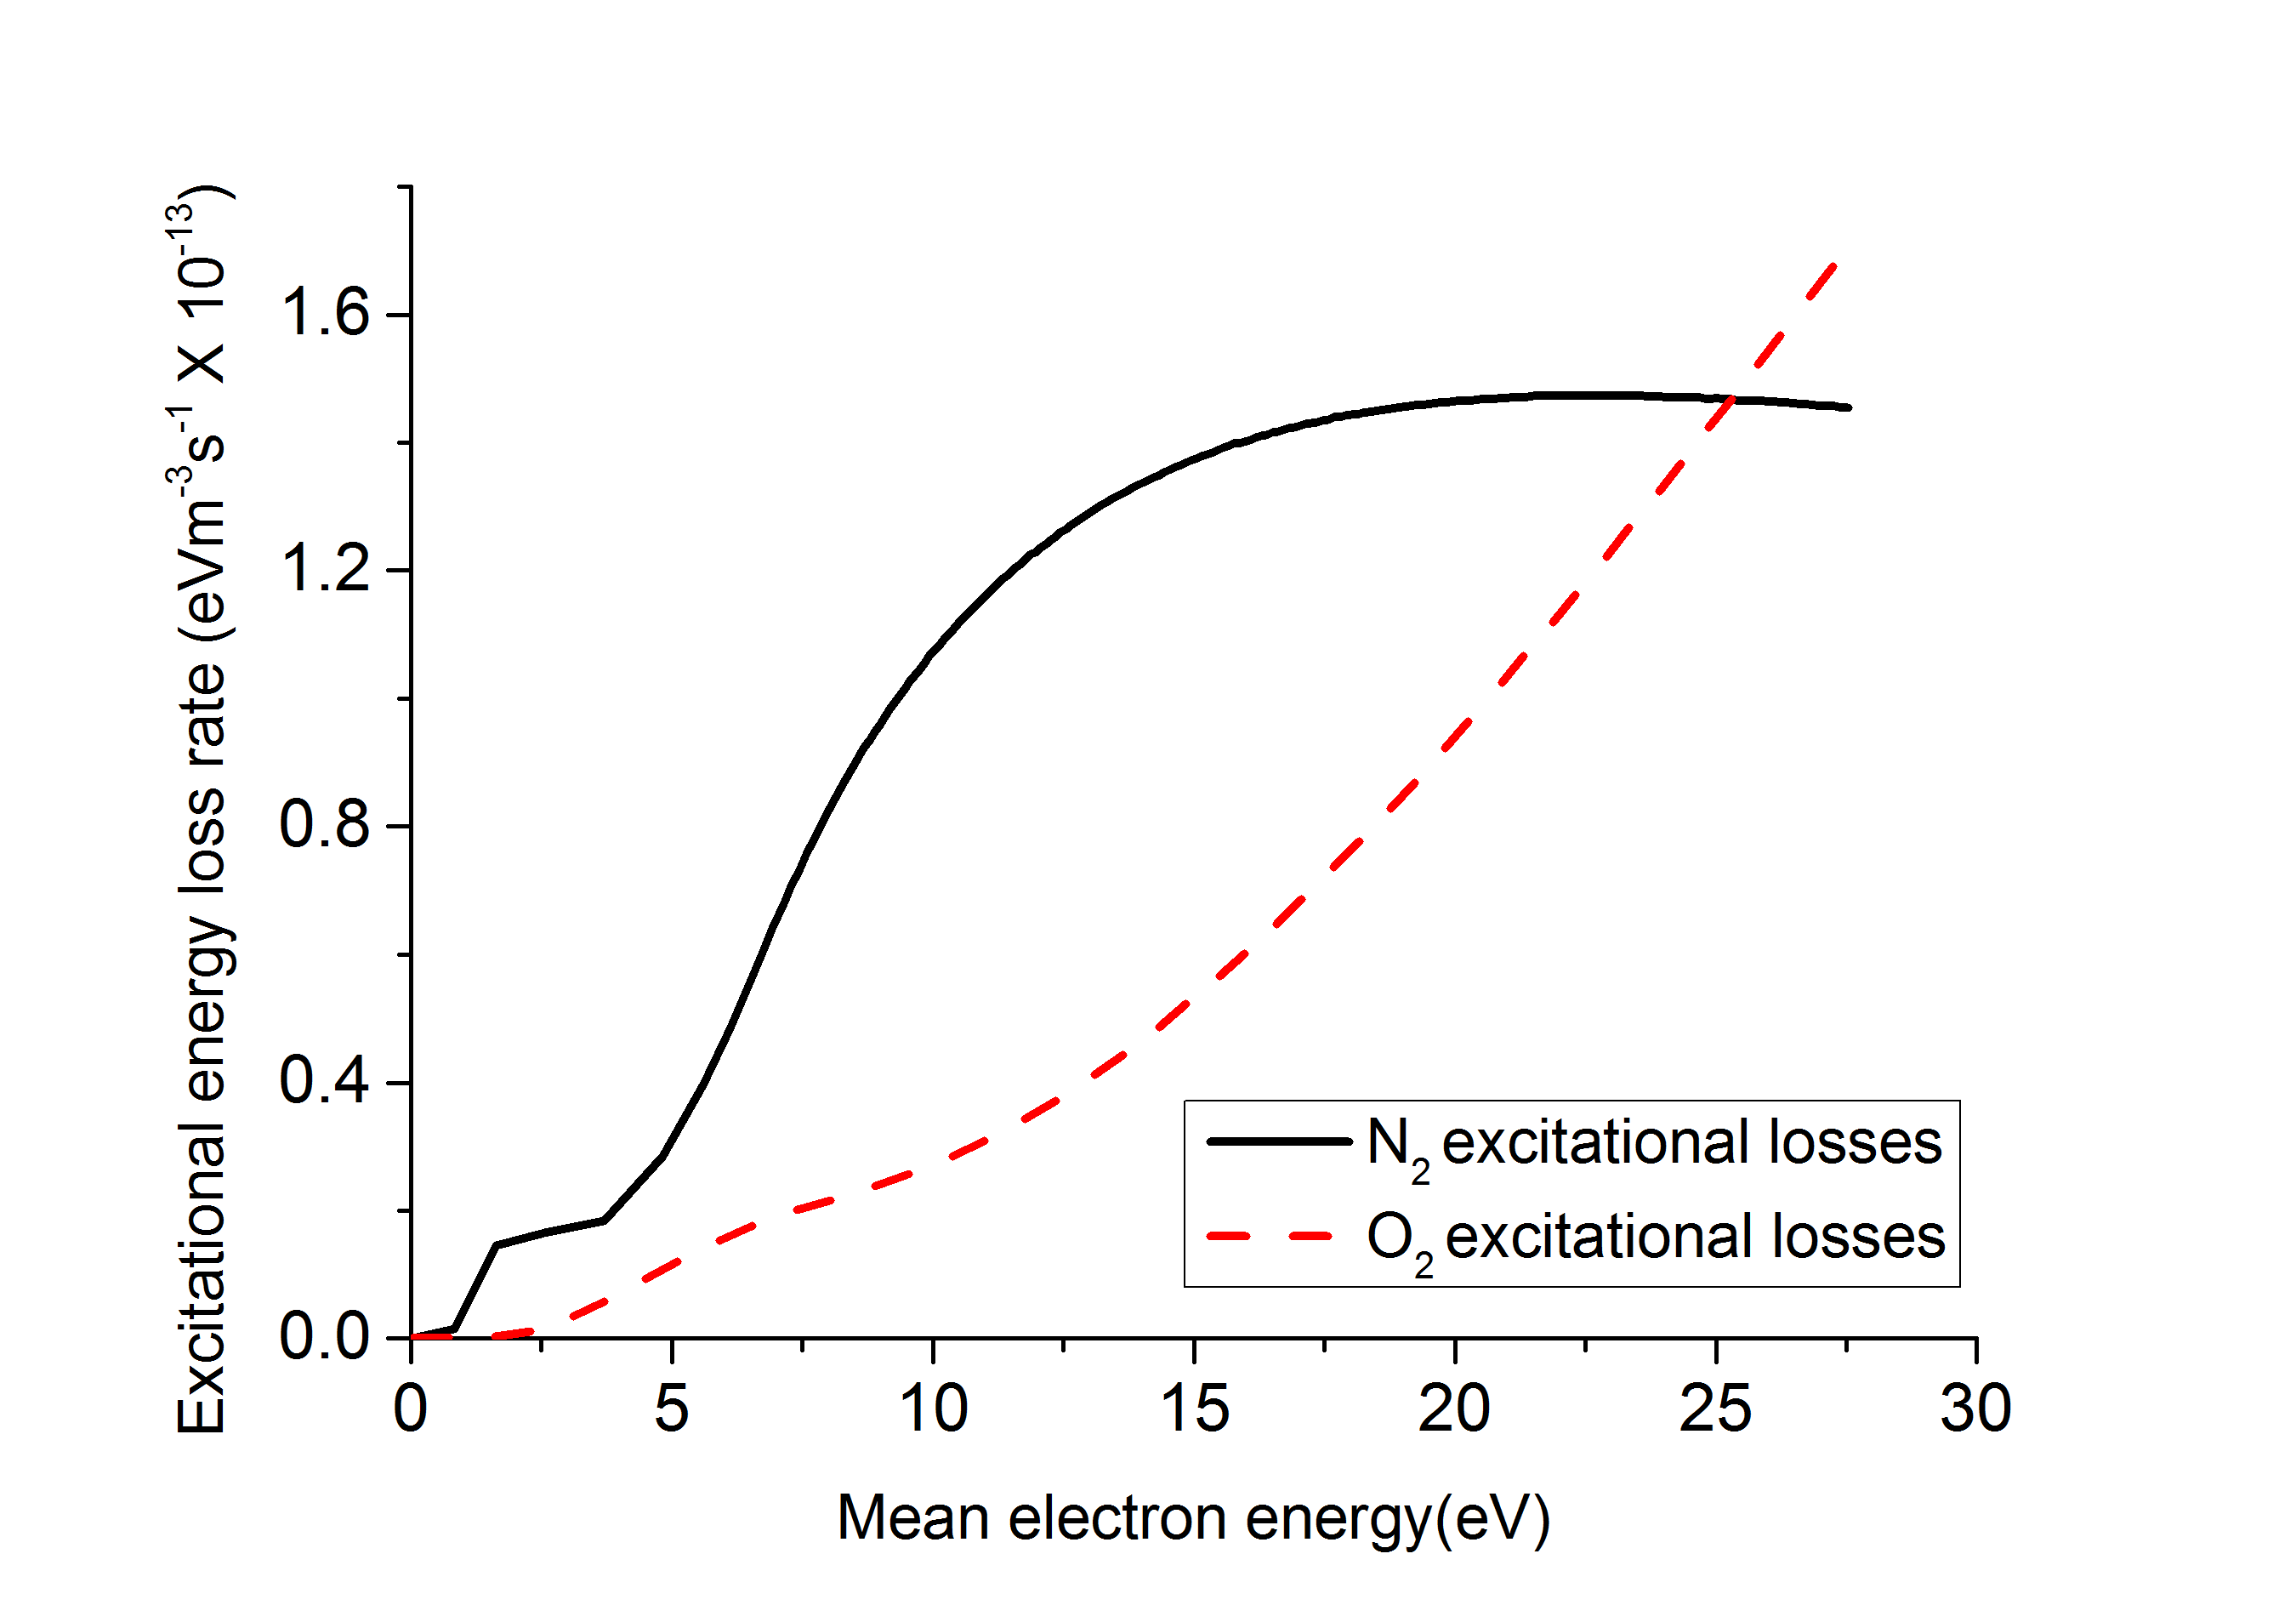 Excitational energy loss rate (eVm⁻³s⁻¹ X 10⁻¹³)
1.6
1.2
0.8
0.4
0.0
N₂ excitational losses
O₂ excitational losses
0 5 10 15 20 25 30
Mean electron energy(eV)